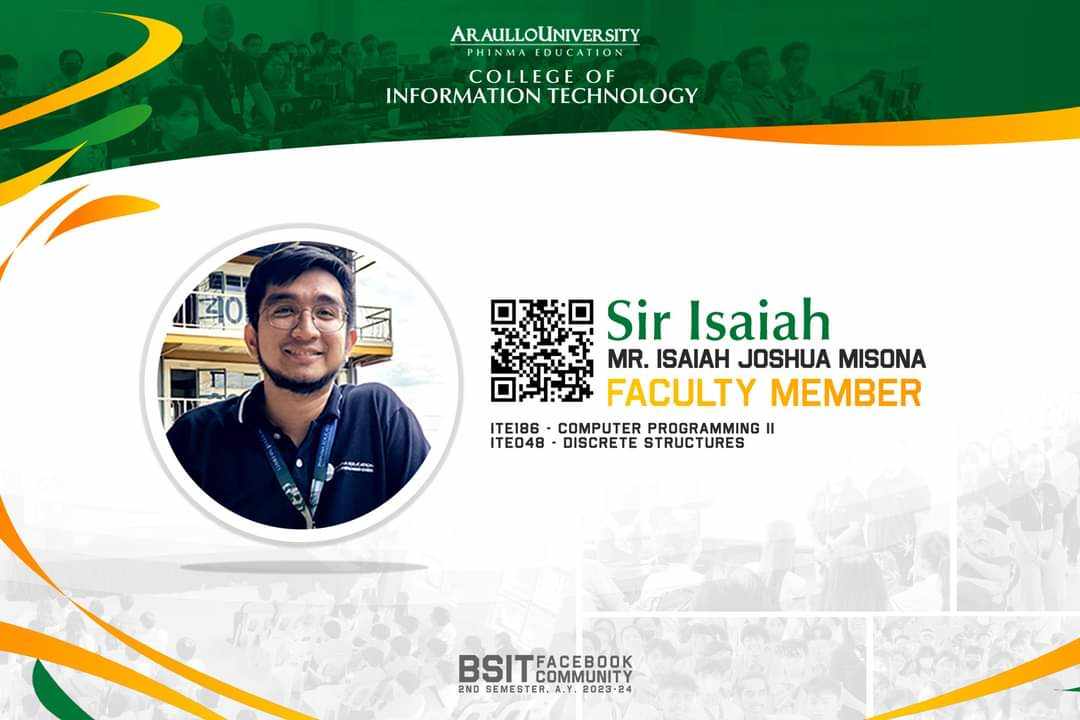 ARAULLO UNIVERSITY
PHINMA EDUCATION
COLLEGE OF
INFORMATION TECHNOLOGY
Sir Isaiah
MR. ISAIAH JOSHUA MISONA
FACULTY MEMBER
ITE186 - COMPUTER PROGRAMMING II
ITE048 - DISCRETE STRUCTURES
BSIT FACEBOOK
COMMUNITY
2ND SEMESTER, A.Y. 2023-24